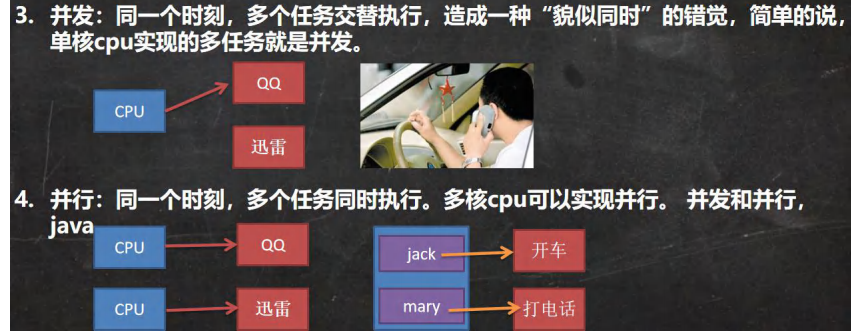 3. 并发：同一个时刻，多个任务交替执行，造成一种“貌似同时”的错觉，简单的说，
单核cpu实现的多任务就是并发。
QQ
CPU
迅雷
4. 并行：同一个时刻，多个任务同时执行。多核cpu可以实现并行。 并发和并行，
java
CPU
QQ
jack
开车
CPU
迅雷
mary
打电话